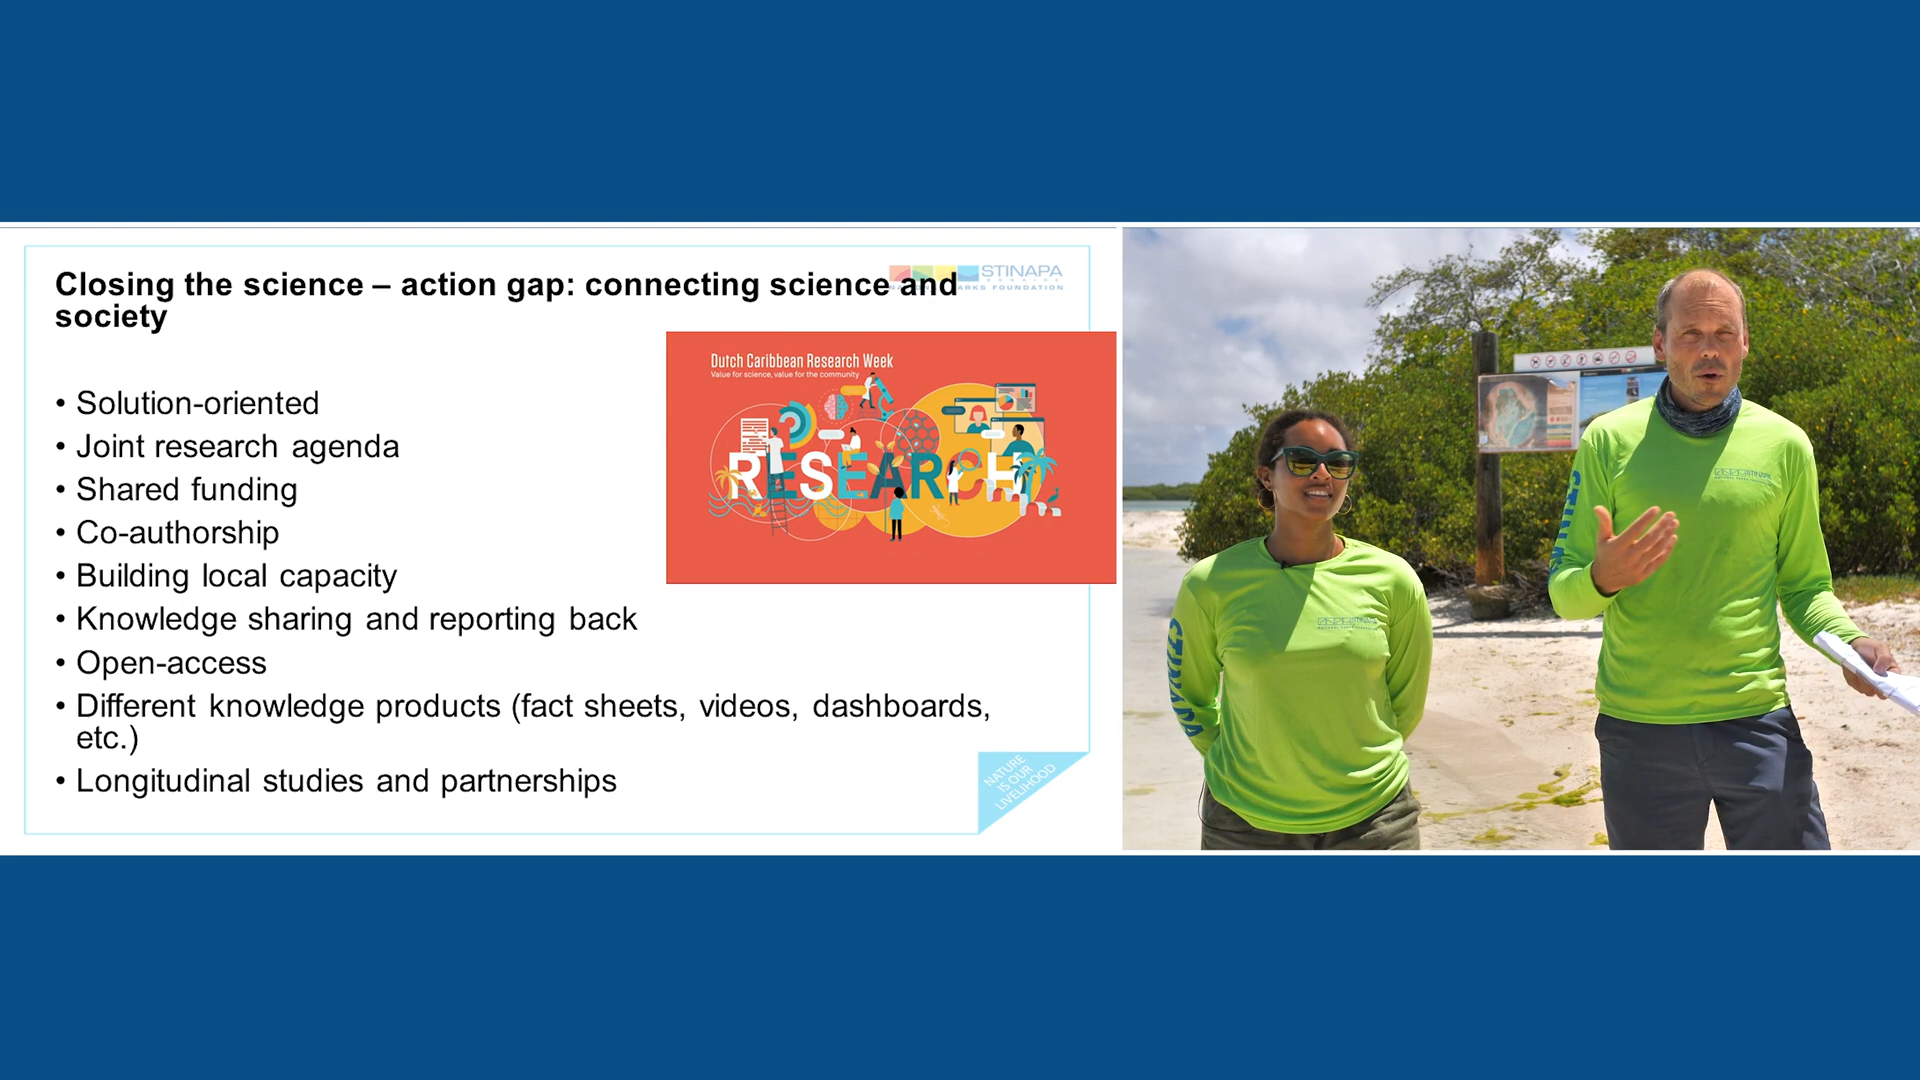 Closing the science – action gap: connecting science and
society
STINAPA
• Solution-oriented
• Joint research agenda
• Shared funding
• Co-authorship
• Building local capacity
• Knowledge sharing and reporting back
• Open-access
• Different knowledge products (fact sheets, videos, dashboards,
etc.)
• Longitudinal studies and partnerships
Dutch Caribbean Research Week
Value for science, value for the community
RESEARCH
NATURE
IS OUR
LIVELIHOOD
STINAPA